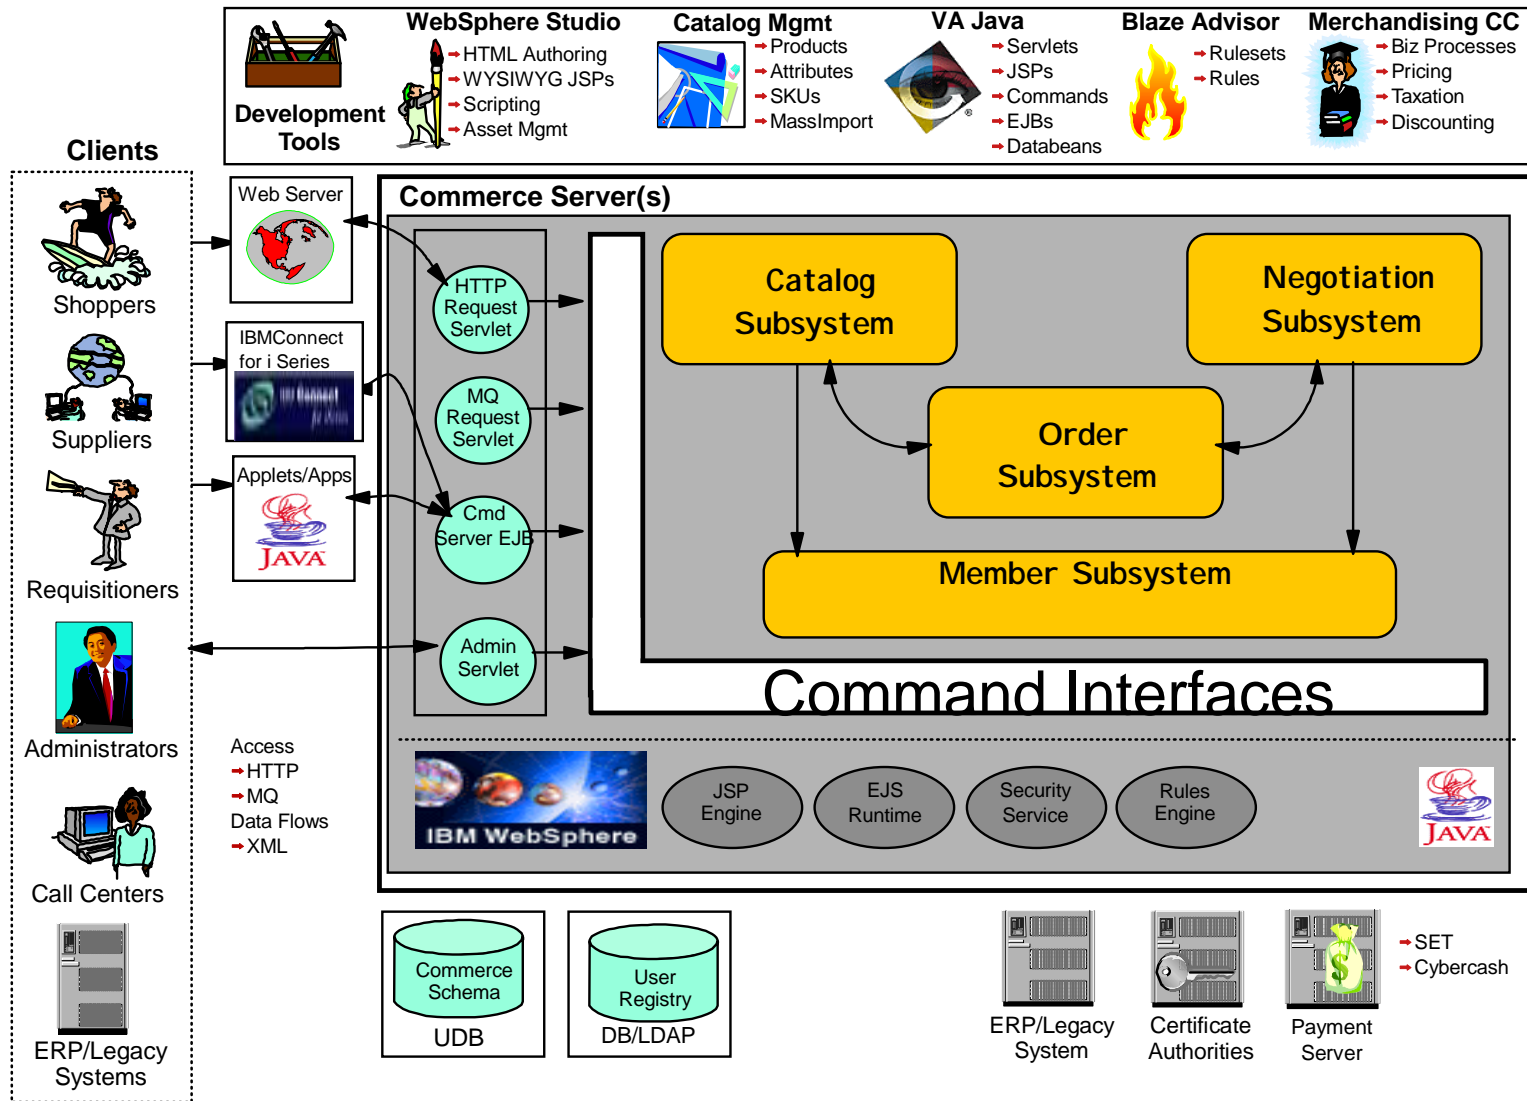 WebSphere Studio
HTML Authoring
WYSIWYG JSPs
Scripting
Asset Mgmt
Catalog Mgmt
Products
Attributes
SKUs
MassImport
VA Java
Servlets
JSPs
Commands
EJBs
Databeans
®
Blaze Advisor
Rulesets
Rules
Merchandising CC
Biz Processes
Pricing
Taxation
Discounting
Development
Tools
Clients
Shoppers
Suppliers
Requisitioners
Administrators
Call Centers
ERP/Legacy
Systems
Web Server
IBMConnect
for i Series
Connect
Applets/Apps
JAVA
Access
HTTP
MQ
Data Flows
XML
Commerce Server(s)
HTTP
Request
Servlet
MQ
Request
Servlet
Cmd
Server EJB
Admin
Servlet
Catalog
Subsystem
Negotiation
Subsystem
Order
Subsystem
Member Subsystem
Command Interfaces
IBM WebSphere
JSP
Engine
EJS
Runtime
Security
Service
Rules
Engine
JAVA
Commerce
Schema
UDB
User
Registry
DB/LDAP
ERP/Legacy
System
Certificate
Authorities
$
Payment
Server
SET
Cybercash